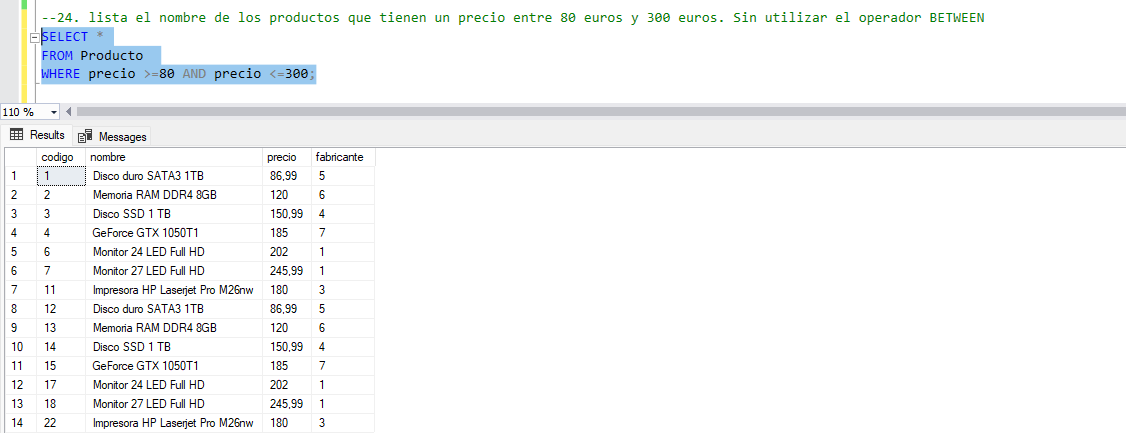 --24. lista el nombre de los productos que tienen un precio entre 80 euros y 300 euros. Sin utilizar el operador BETWEEN
SELECT *
FROM Producto
WHERE precio >=80 AND precio <=300;
110 %
Results Messages
codigo nombre precio fabricante
1 1 Disco duro SATA3 1TB 86,99 5
2 2 Memoria RAM DDR4 8GB 120 6
3 3 Disco SSD 1 TB 150,99 4
4 4 GeForce GTX 1050T1 185 7
5 6 Monitor 24 LED Full HD 202 1
6 7 Monitor 27 LED Full HD 245,99 1
7 11 Impresora HP Laserjet Pro M26nw 180 3
8 12 Disco duro SATA3 1TB 86,99 5
9 13 Memoria RAM DDR4 8GB 120 6
10 14 Disco SSD 1 TB 150,99 4
11 15 GeForce GTX 1050T1 185 7
12 17 Monitor 24 LED Full HD 202 1
13 18 Monitor 27 LED Full HD 245,99 1
14 22 Impresora HP Laserjet Pro M26nw 180 3